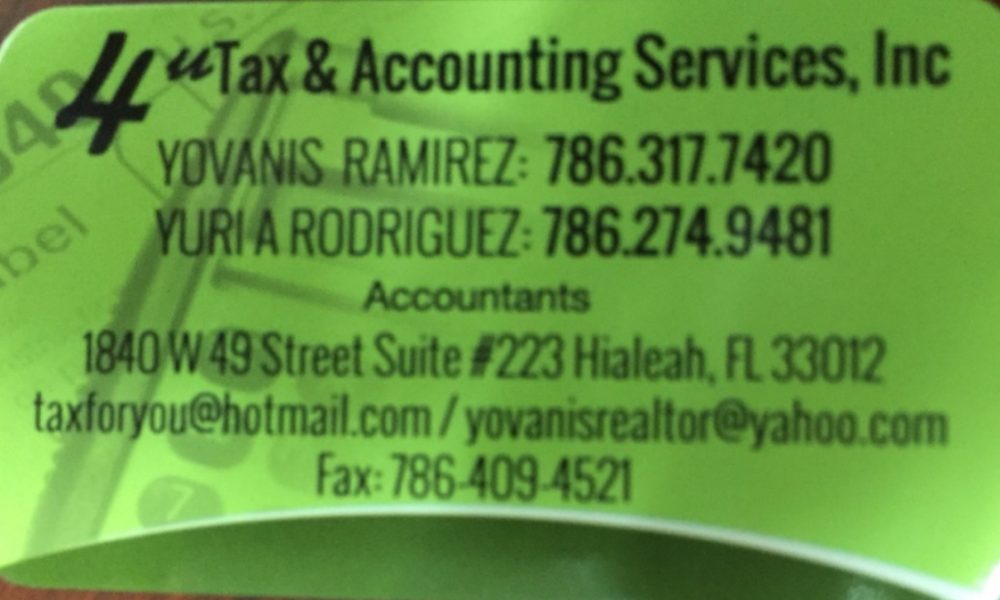 4uTax & Accounting Services, Inc
YOVANIS RAMIREZ: 786.317.7420
YURI A RODRIGUEZ: 786.274.9481
Accountants
1840 W 49 Street Suite #223 Hialeah, FL 33012
taxforyou@hotmail.com / yovanisrealtor@yahoo.com
Fax: 786-409-4521
7